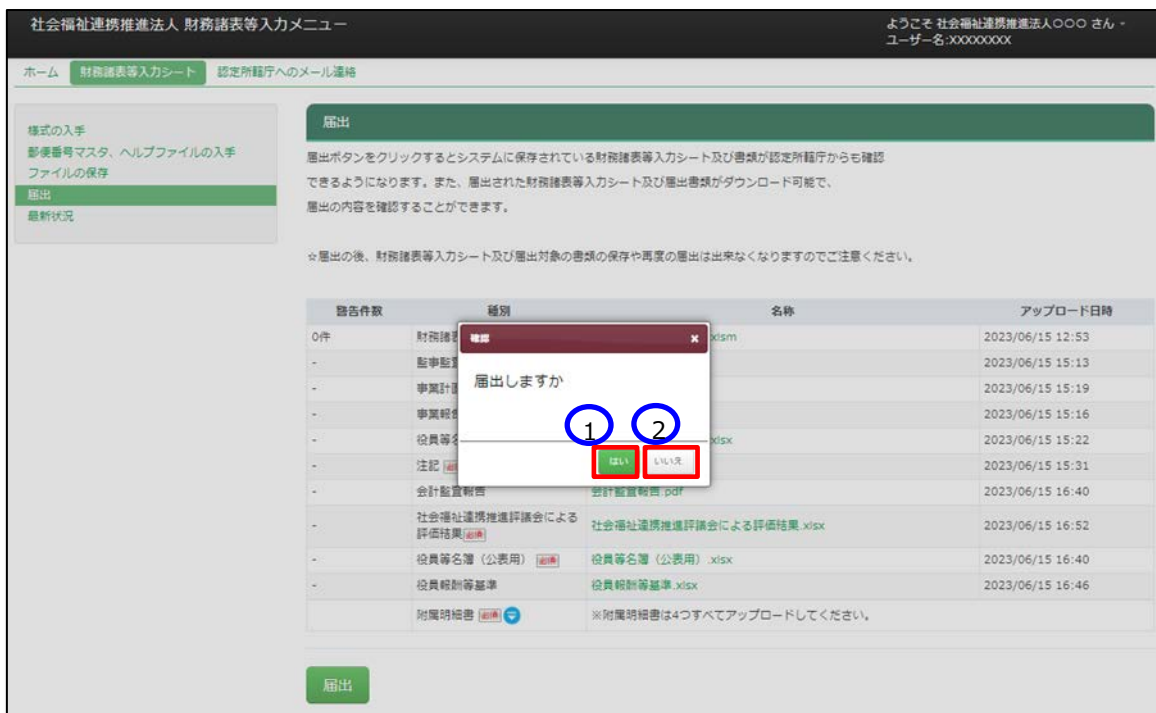 社会福祉連携推進法人 財務諸表等入力メニュー
ようこそ 社会福祉連携推進法人〇〇〇 さん
ユーザー名:XXXXXXXX
ホーム 財務諸表等入力シート 認定所轄庁へのメール連絡
様式の入手
郵便番号マスタ、ヘルプファイルの入手
ファイルの保存
届出
最新状況
届出
届出ボタンをクリックするとシステムに保存されている財務諸表等入力シート及び書類が認定所轄庁からも確認
できるようになります。また、届出された財務諸表等入力シート及び届出書類がダウンロード可能で、
届出の内容を確認することができます。
☆届出の後、財務諸表等入力シート及び届出対象の書類の保存や再度の届出は出来なくなりますのでご注意ください。
警告件数 種別 名称 アップロード日時
0件 財務諸表 xlsm 2023/06/15 12:53
- 監事監 2023/06/15 15:13
- 事業計画 2023/06/15 15:19
- 事業報告 2023/06/15 15:16
- 役員等名 xlsx 2023/06/15 15:22
- 注記 2023/06/15 15:31
- 会計監査報告 会計監査報告.pdf 2023/06/15 16:40
- 社会福祉連携推進評議会による
評価結果 必須 社会福祉連携推進評議会による評価結果.xlsx 2023/06/15 16:52
- 役員等名簿（公表用） 必須 役員等名簿（公表用）.xlsx 2023/06/15 16:40
- 役員報酬等基準 役員報酬等基準.xlsx 2023/06/15 16:46
附属明細書 必須 ※附属明細書は4つすべてアップロードしてください。
確認 ×
届出しますか
1 2
はい いいえ
届出